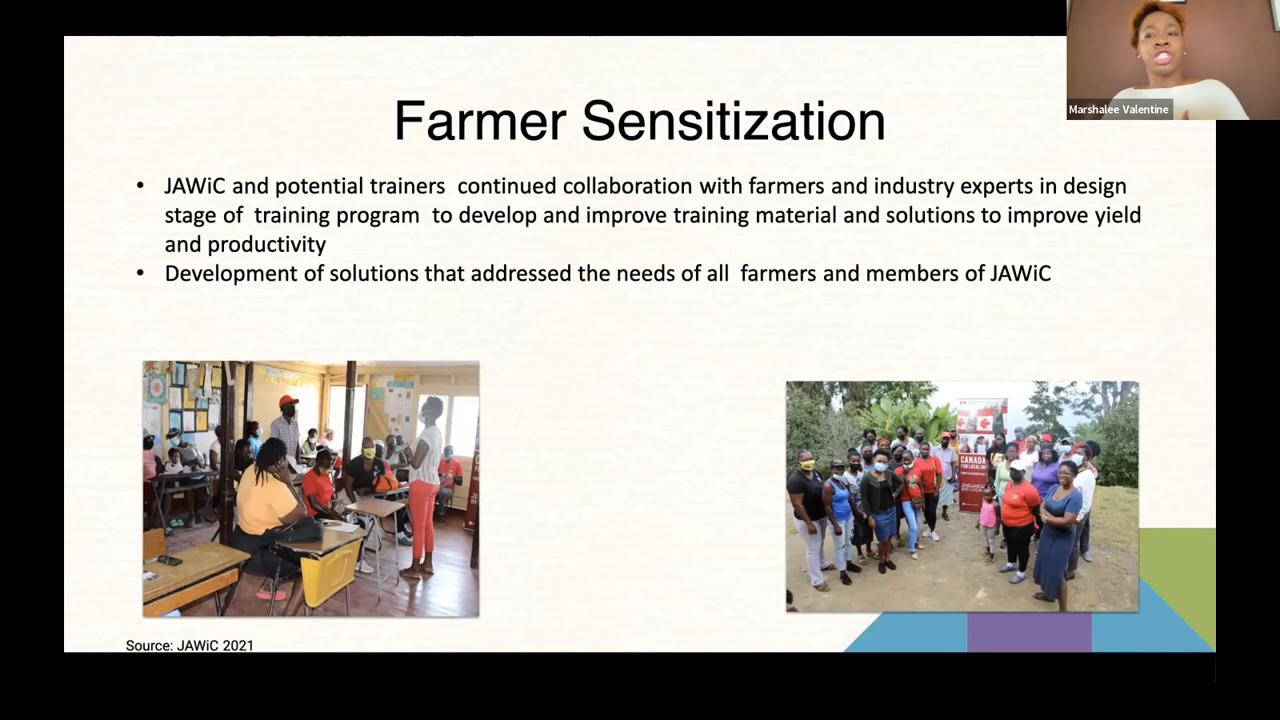 Marshalee Valentine
Farmer Sensitization
• JAWiC and potential trainers  continued collaboration with farmers and industry experts in design
stage of  training program  to develop and improve training material and solutions to improve yield
and productivity
• Development of solutions that addressed the needs of all  farmers and members of JAWiC
CANADA
Source: JAWiC 2021